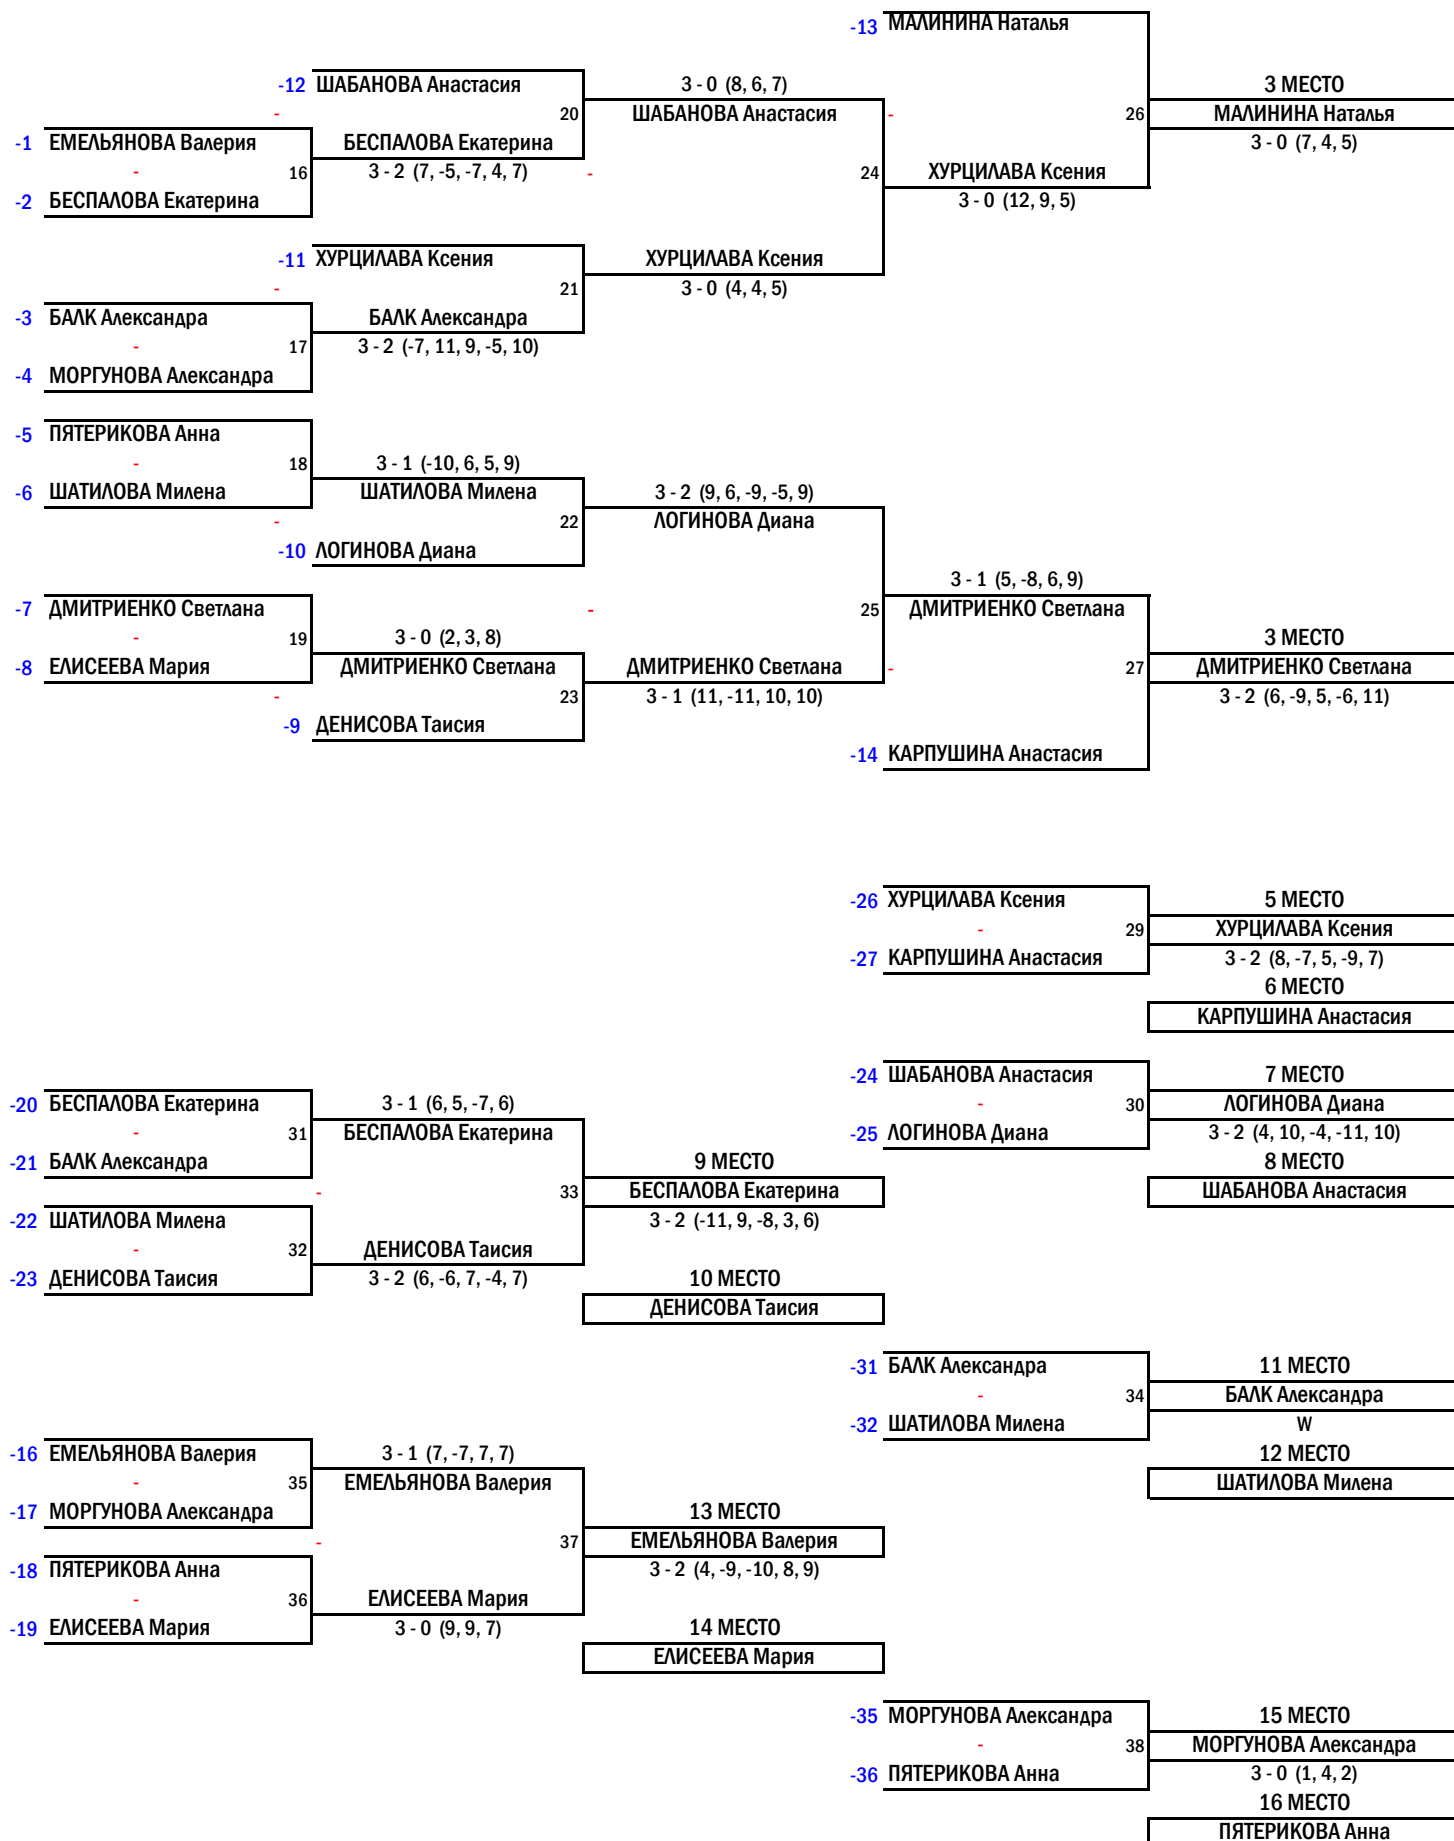 -13 МАЛИНИНА Наталья
-12 ШАБАНОВА Анастасия
3 - 0 (8, 6, 7)
3 МЕСТО
-
20
ШАБАНОВА Анастасия
-
26
МАЛИНИНА Наталья
-1 ЕМЕЛЬЯНОВА Валерия
БЕСПАЛОВА Екатерина
3 - 0 (7, 4, 5)
-
16
3 - 2 (7, -5, -7, 4, 7)
-
24
ХУРЦИЛАВА Ксения
-2 БЕСПАЛОВА Екатерина
3 - 0 (12, 9, 5)
-11 ХУРЦИЛАВА Ксения
ХУРЦИЛАВА Ксения
-
21
3 - 0 (4, 4, 5)
-3 БАЛК Александра
БАЛК Александра
-
17
3 - 2 (-7, 11, 9, -5, 10)
-4 МОРГУНОВА Александра
-5 ПЯТЕРИКОВА Анна
-
18
3 - 1 (-10, 6, 5, 9)
-6 ШАТИЛОВА Милена
ШАТИЛОВА Милена
3 - 2 (9, 6, -9, -5, 9)
-
22
ЛОГИНОВА Диана
-10 ЛОГИНОВА Диана
3 - 1 (5, -8, 6, 9)
-7 ДМИТРИЕНКО Светлана
-
25
ДМИТРИЕНКО Светлана
-
19
3 - 0 (2, 3, 8)
3 МЕСТО
-8 ЕЛИСЕЕВА Мария
ДМИТРИЕНКО Светлана
ДМИТРИЕНКО Светлана
-
27
ДМИТРИЕНКО Светлана
-
23
3 - 1 (11, -11, 10, 10)
3 - 2 (6, -9, 5, -6, 11)
-9 ДЕНИСОВА Таисия
-14 КАРПУШИНА Анастасия
-26 ХУРЦИЛАВА Ксения
5 МЕСТО
-
29
ХУРЦИЛАВА Ксения
-27 КАРПУШИНА Анастасия
3 - 2 (8, -7, 5, -9, 7)
6 МЕСТО
КАРПУШИНА Анастасия
-24 ШАБАНОВА Анастасия
7 МЕСТО
-20 БЕСПАЛОВА Екатерина
3 - 1 (6, 5, -7, 6)
-
30
ЛОГИНОВА Диана
-
31
БЕСПАЛОВА Екатерина
-25 ЛОГИНОВА Диана
3 - 2 (4, 10, -4, -11, 10)
-21 БАЛК Александра
9 МЕСТО
8 МЕСТО
-
33
БЕСПАЛОВА Екатерина
ШАБАНОВА Анастасия
-22 ШАТИЛОВА Милена
3 - 2 (-11, 9, -8, 3, 6)
-
32
ДЕНИСОВА Таисия
-23 ДЕНИСОВА Таисия
3 - 2 (6, -6, 7, -4, 7)
10 МЕСТО
ДЕНИСОВА Таисия
-31 БАЛК Александра
11 МЕСТО
-
34
БАЛК Александра
-32 ШАТИЛОВА Милена
W
-16 ЕМЕЛЬЯНОВА Валерия
3 - 1 (7, -7, 7, 7)
12 МЕСТО
-
35
ЕМЕЛЬЯНОВА Валерия
ШАТИЛОВА Милена
-17 МОРГУНОВА Александра
13 МЕСТО
-
37
ЕМЕЛЬЯНОВА Валерия
-18 ПЯТЕРИКОВА Анна
3 - 2 (4, -9, -10, 8, 9)
-
36
ЕЛИСЕЕВА Мария
-19 ЕЛИСЕЕВА Мария
3 - 0 (9, 9, 7)
14 МЕСТО
ЕЛИСЕЕВА Мария
-35 МОРГУНОВА Александра
15 МЕСТО
-
38
МОРГУНОВА Александра
-36 ПЯТЕРИКОВА Анна
3 - 0 (1, 4, 2)
16 МЕСТО
ПЯТЕРИКОВА Анна